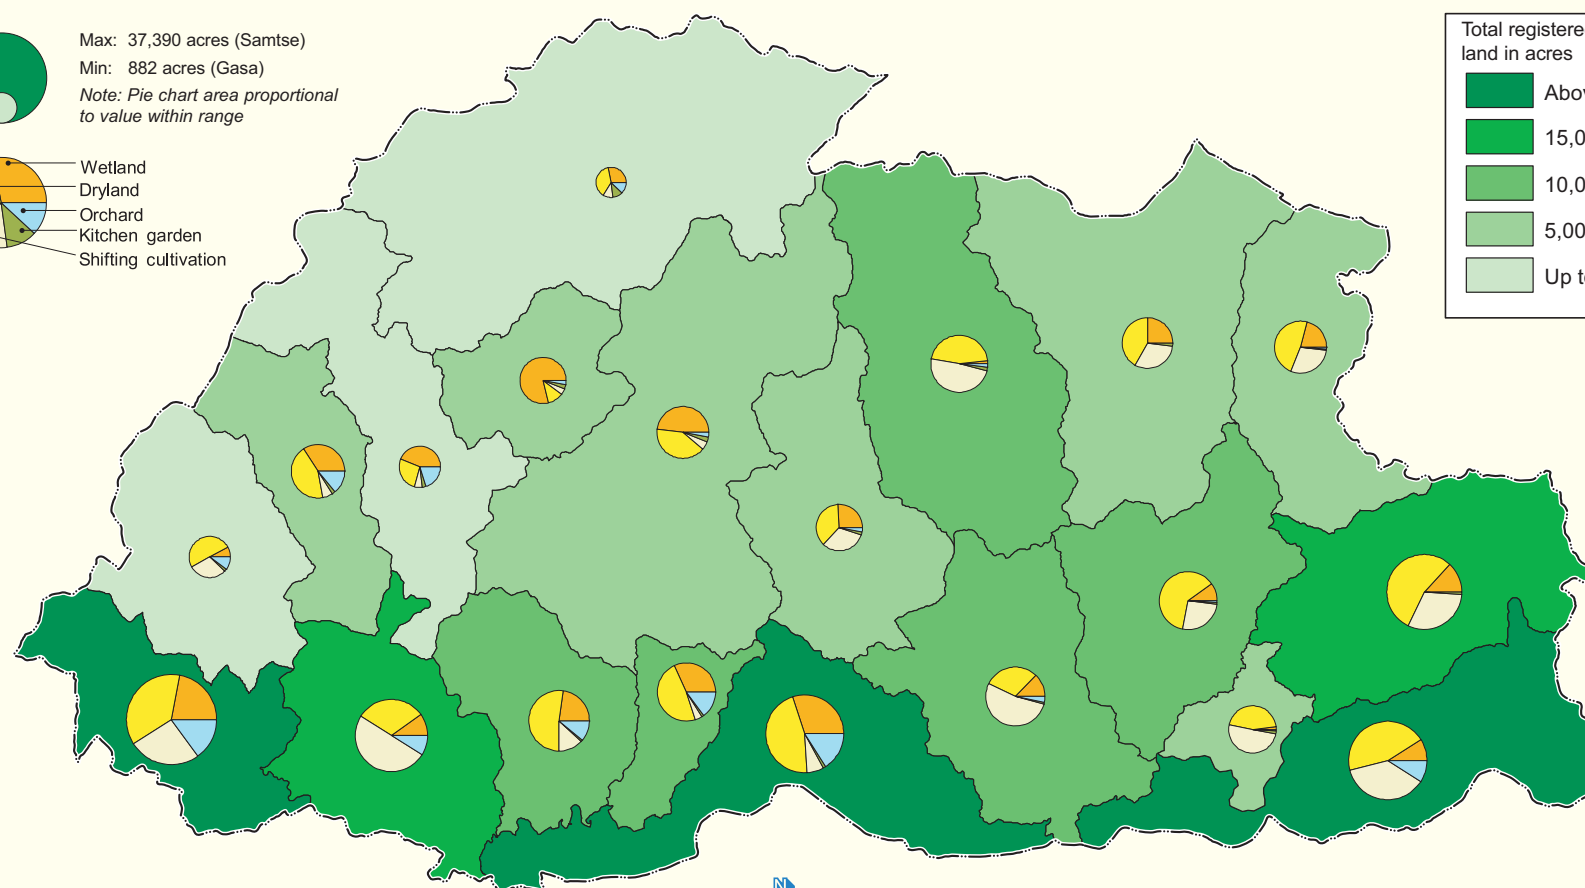 Max: 37,390 acres (Samtse)
Min: 882 acres (Gasa)
Note: Pie chart area proportional
to value within range
Wetland
Dryland
Orchard
Kitchen garden
Shifting cultivation
Total registere
land in acres
Abov
15,0
10,0
5,00
Up t
N